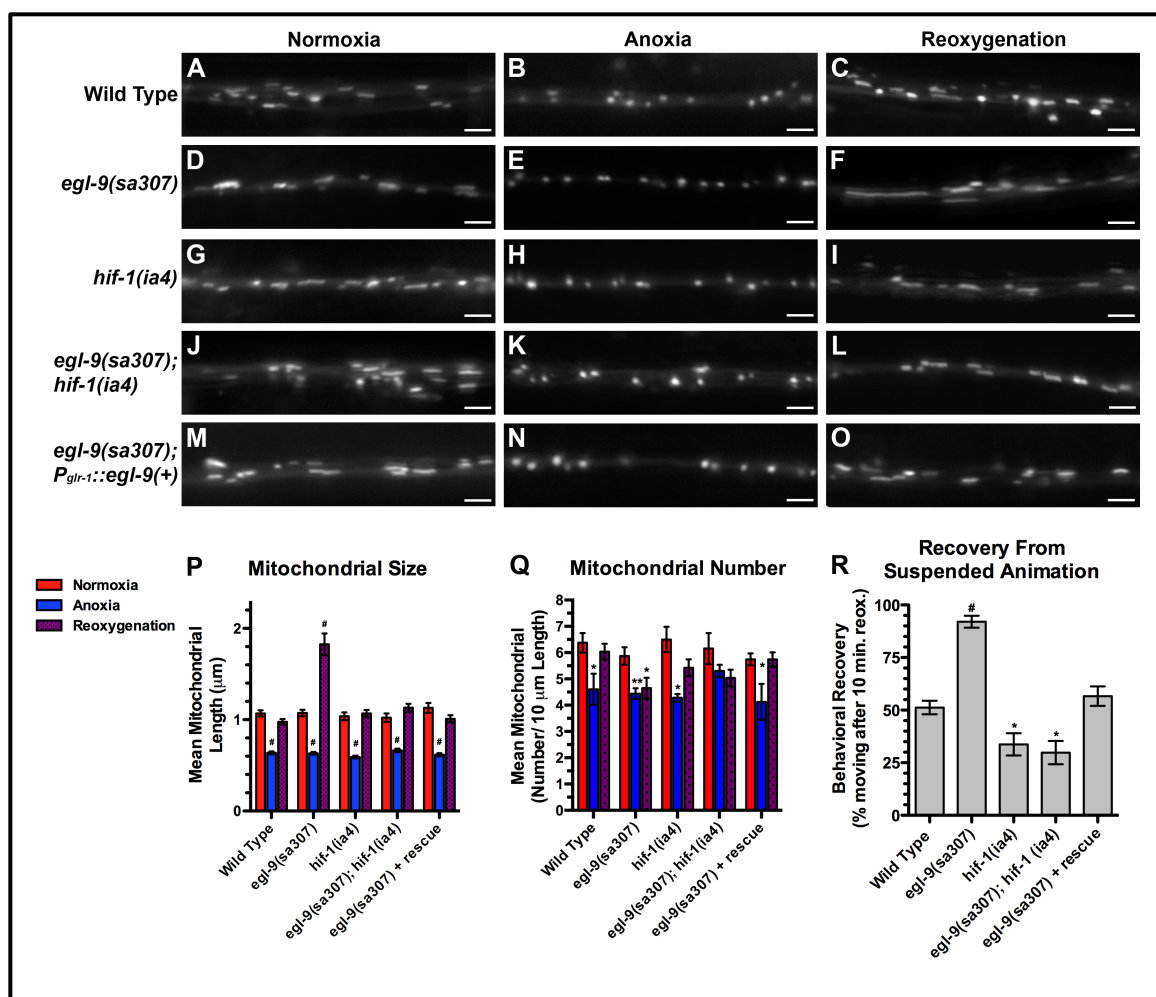 Normoxia
Anoxia
Reoxygenation
Wild Type
A
B
C
egl-9(sa307)
D
E
F
hif-1(ia4)
G
H
I
egl-9(sa307);
hif-1(ia4)
J
K
L
egl-9(sa307);
Pglr-1::egl-9(+)
M
N
O
Normoxia
Anoxia
Reoxygenation
P
Mitochondrial Size
Mean Mitochondrial
Length (μm)
2
1
0
#
#
#
#
#
#
Wild Type
egl-9(sa307)
hif-1(ia4)
egl-9(sa307); hif-1(ia4)
egl-9(sa307) + rescue
Q
Mitochondrial Number
Mean Mitochondrial
(Number/ 10 μm Length)
8
7
6
5
4
3
2
1
0
*
**
*
*
*
Wild Type
egl-9(sa307)
hif-1(ia4)
egl-9(sa307); hif-1(ia4)
egl-9(sa307) + rescue
R
Recovery From
Suspended Animation
Behavioral Recovery
(% moving after 10 min. reox.)
100
75
50
25
0
#
*
*
Wild Type
egl-9(sa307)
hif-1(ia4)
egl-9(sa307); hif-1 (ia4)
egl-9(sa307) + rescue